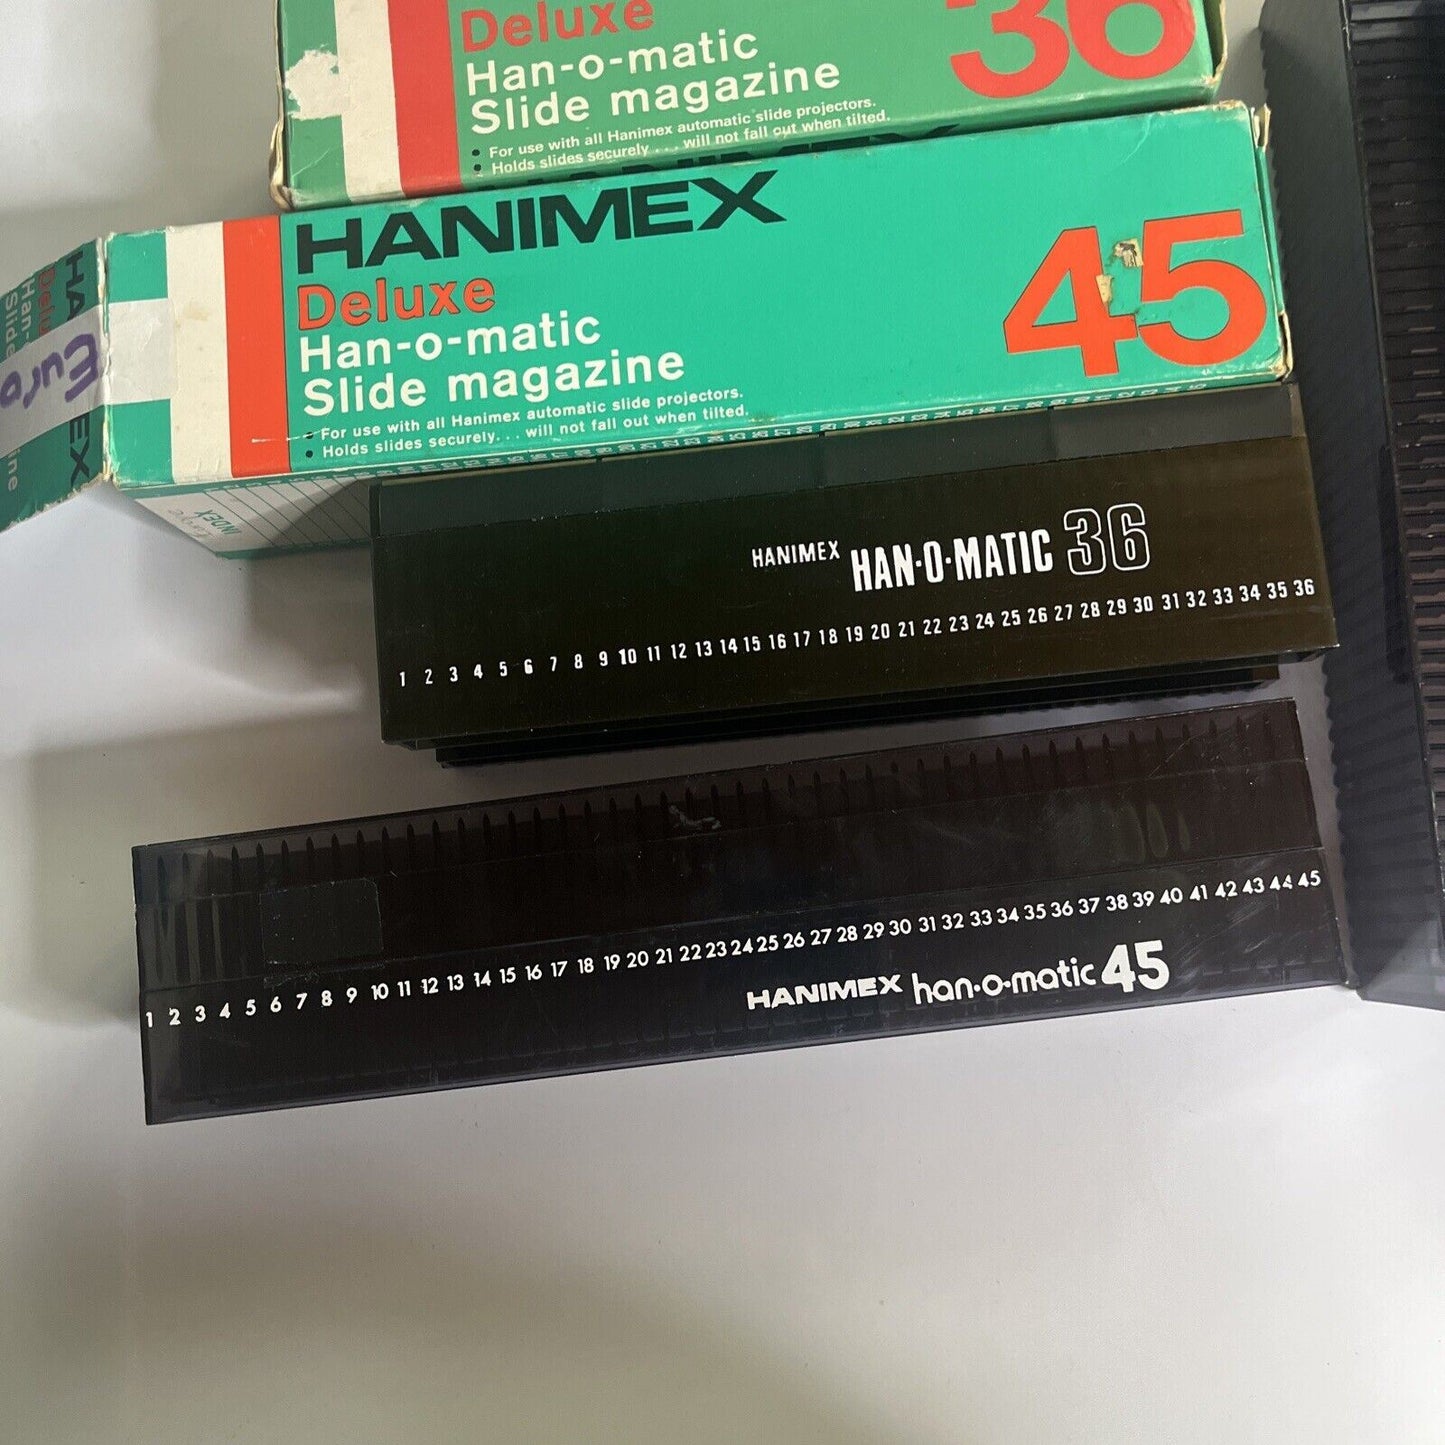 Deluxe
Han-o-matic
Slide magazine
36
• For use with all Hanimex automatic slide projectors.
• Holds slides securely... will not fall out when tilted.
HANIMEX
Deluxe
Han-o-matic
Slide magazine
45
• For use with all Hanimex automatic slide projectors.
• Holds slides securely... will not fall out when tilted.
Euro
INDEX
HANIMEX HAN·O·MATIC 36
1 2 3 4 5 6 7 8 9 10 11 12 13 14 15 16 17 18 19 20 21 22 23 24 25 26 27 28 29 30 31 32 33 34 35 36
1 2 3 4 5 6 7 8 9 10 11 12 13 14 15 16 17 18 19 20 21 22 23 24 25 26 27 28 29 30 31 32 33 34 35 36 37 38 39 40 41 42 43 44 45
HANIMEX han·o·matic 45